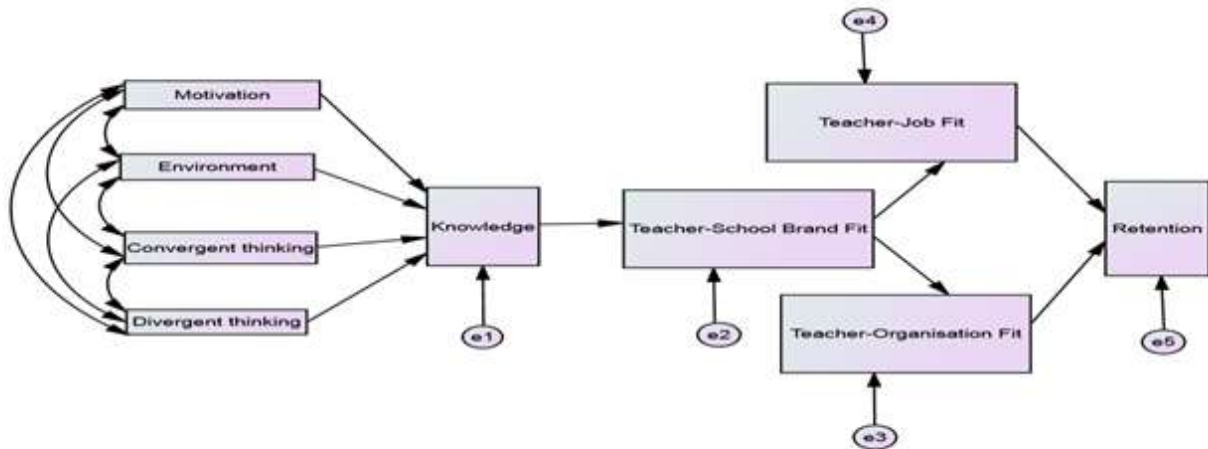 e4
Motivation
Teacher-Job Fit
Environment
Knowledge
Teacher-School Brand Fit
Retention
Convergent thinking
Divergent thinking
Teacher-Organisation Fit
e1
e2
e5
e3